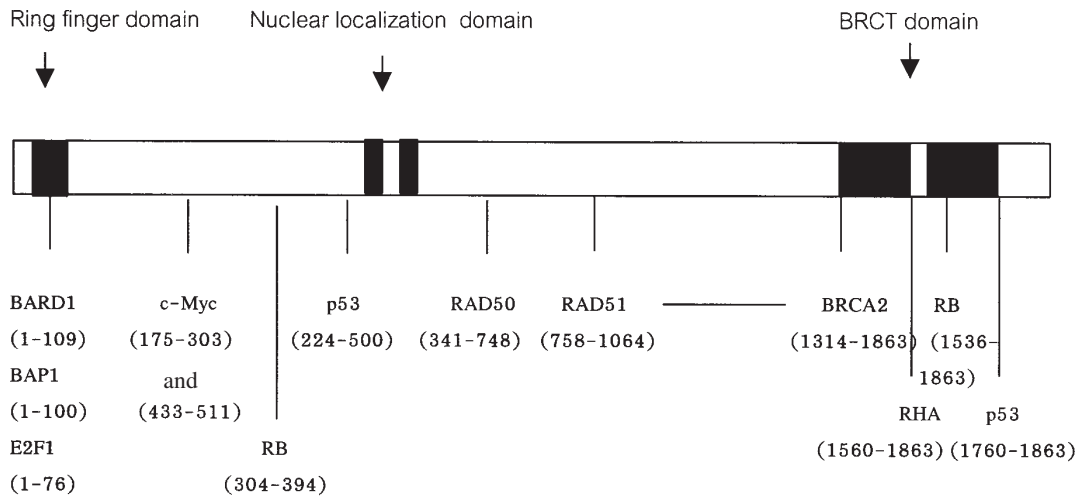 Ring finger domain Nuclear localization domain BRCT domain
BARD1 c-Myc p53 RAD50 RAD51 BRCA2 RB
(1-109) (175-303) (224-500) (341-748) (758-1064) (1314-1863) (1536-
BAP1 and 1863)
(1-100) (433-511) RHA p53
E2F1 RB (1560-1863) (1760-1863)
(1-76) (304-394)